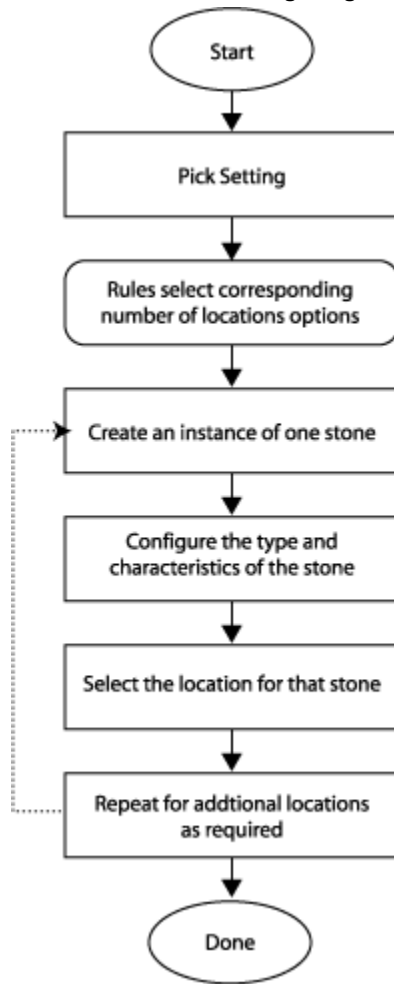 Start
Pick Setting
Rules select corresponding
number of locations options
Create an instance of one stone
Configure the type and
characteristics of the stone
Select the location for that stone
Repeat for addtional locations
as required
Done